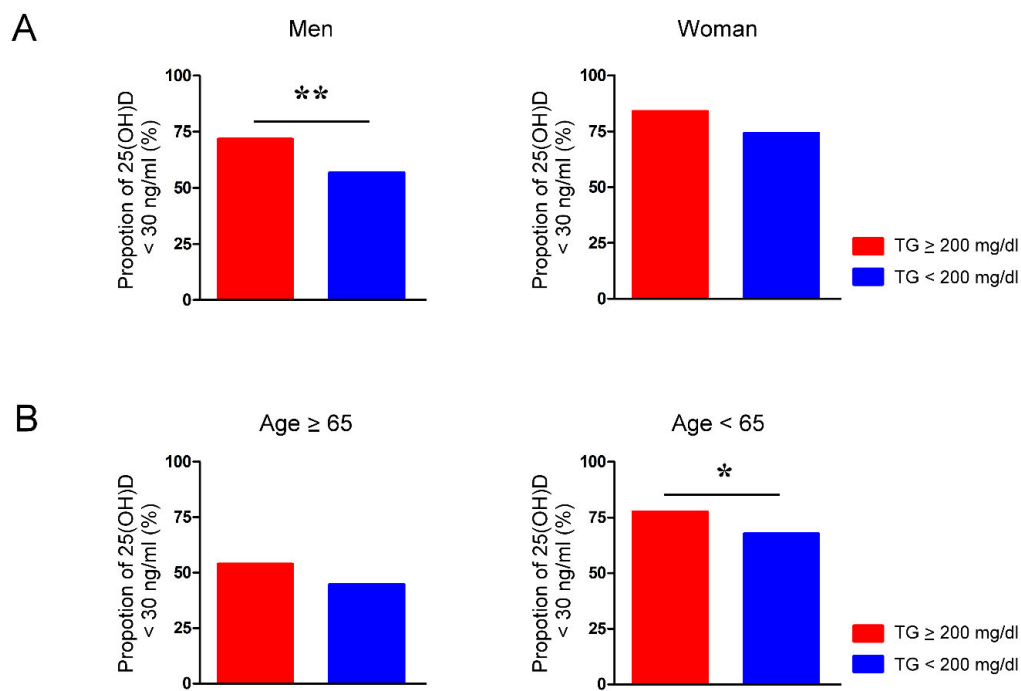 A
Men
Woman
Propotion of 25(OH)D
< 30 ng/ml (%)
100
75
50
25
0
**
Propotion of 25(OH)D
< 30 ng/ml (%)
100
75
50
25
0
TG ≥ 200 mg/dl
TG < 200 mg/dl
B
Age ≥ 65
Age < 65
Propotion of 25(OH)D
< 30 ng/ml (%)
100
75
50
25
0
Propotion of 25(OH)D
< 30 ng/ml (%)
100
75
50
25
0
*
TG ≥ 200 mg/dl
TG < 200 mg/dl